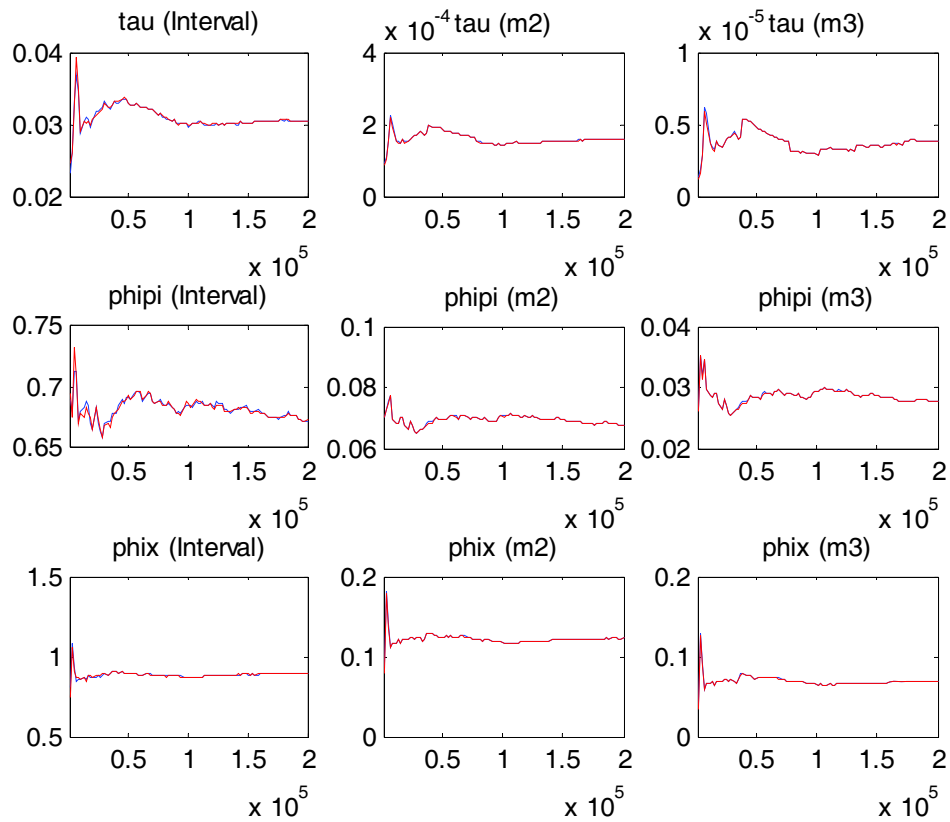 tau (Interval)
x 10-4 tau (m2)
x 10-5 tau (m3)
0.04
0.03
0.02
0.5 1 1.5 2
x 10^5
4
2
0
0.5 1 1.5 2
x 10^5
1
0.5
0
0.5 1 1.5 2
x 10^5
phipi (Interval)
phipi (m2)
phipi (m3)
0.75
0.7
0.65
0.5 1 1.5 2
x 10^5
0.1
0.08
0.06
0.5 1 1.5 2
x 10^5
0.04
0.03
0.02
0.5 1 1.5 2
x 10^5
phix (Interval)
phix (m2)
phix (m3)
1.5
1
0.5
0.5 1 1.5 2
x 10^5
0.2
0.1
0
0.5 1 1.5 2
x 10^5
0.2
0.1
0
0.5 1 1.5 2
x 10^5